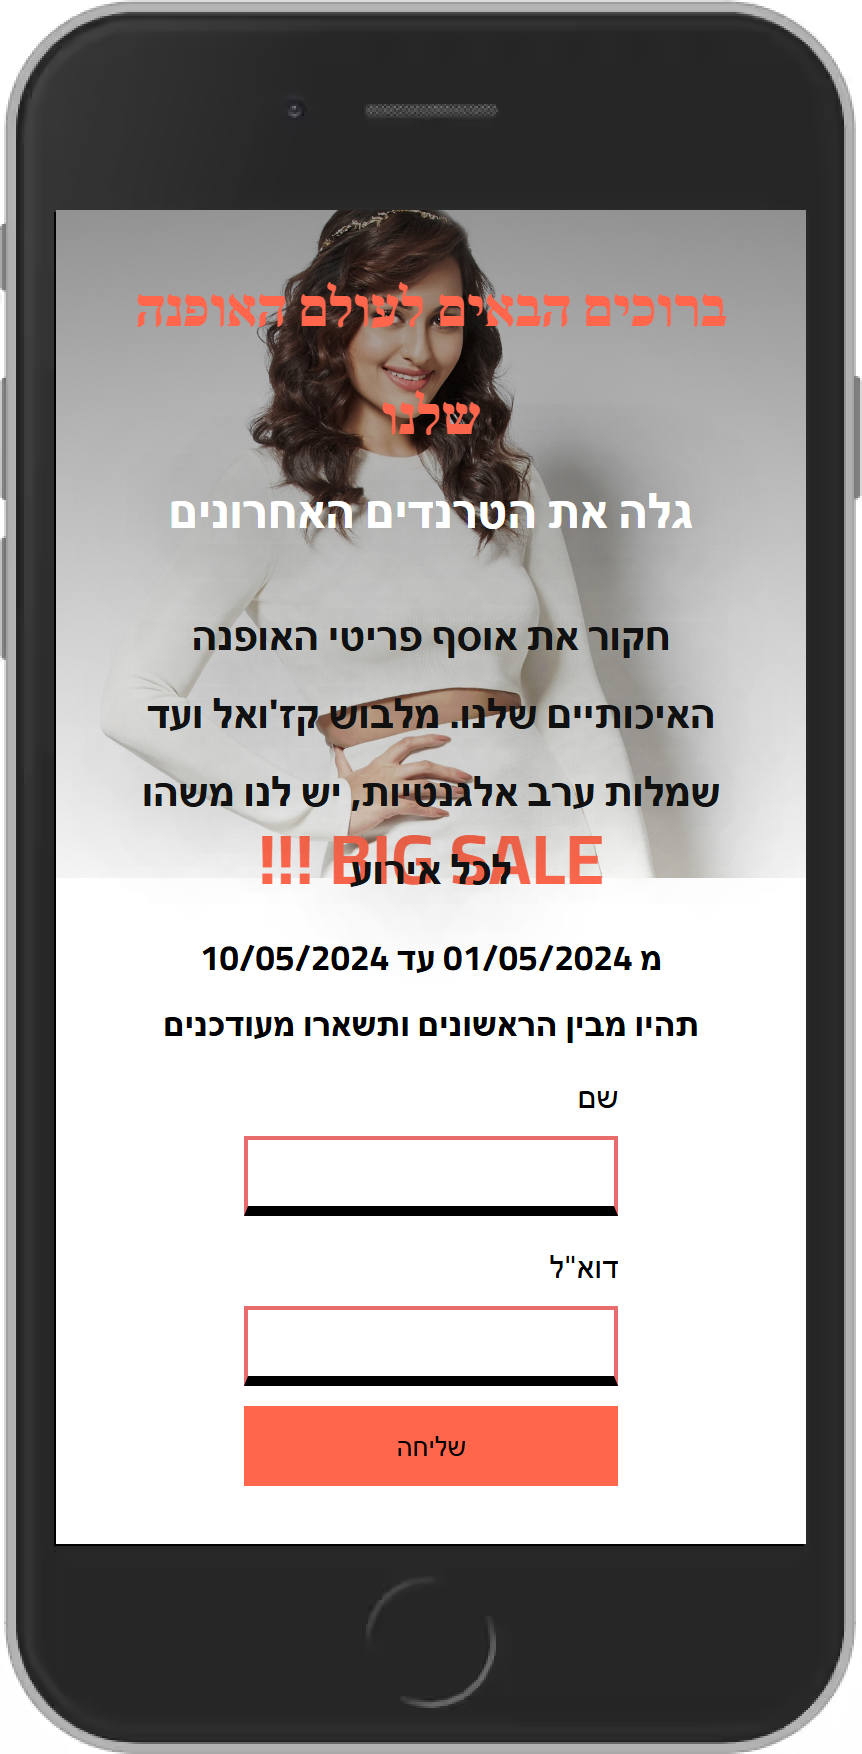 ברוכים הבאים לעולם האופנה
שלנו
גלה את הטרנדים האחרונים
חקור את אוסף פריטי האופנה
האיכותיים שלנו. מלבוש קז'ואל ועד
שמלות ערב אלגנטיות, יש לנו משהו
לכל אירוע
!!! BIG SALE
מ 01/05/2024 עד 10/05/2024
תהיו מבין הראשונים ותשארו מעודכנים
שם
דוא"ל
שליחה